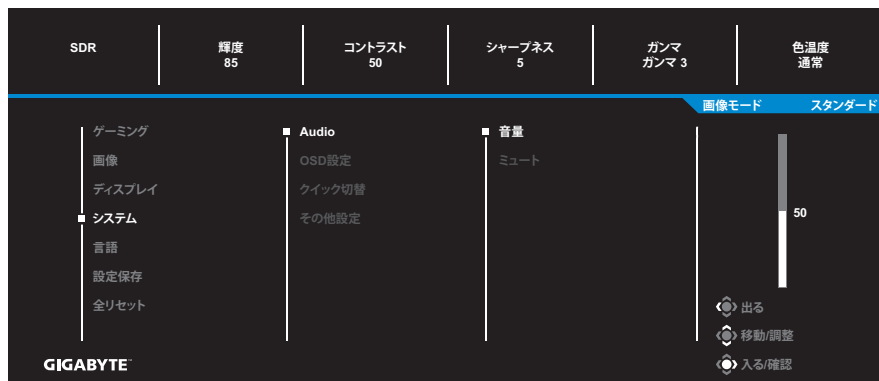 SDR
輝度
85
コントラスト
50
シャープネス
5
ガンマ
ガンマ 3
色温度
通常
画像モード スタンダード
ゲーミング
画像
ディスプレイ
システム
言語
設定保存
全リセット
Audio
OSD設定
クイック切替
その他設定
音量
ミュート
50
出る
移動/調整
入る/確認
GIGABYTE™